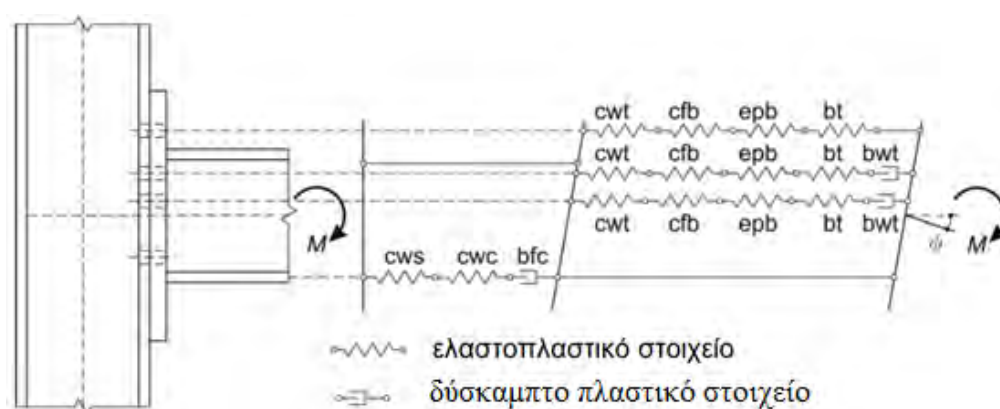 cwt cfb epb bt
cwt cfb epb bt bwt
cwt cfb epb bt bwt
M
cws cwc bfc
ψ M
ελαστοπλαστικό στοιχείο
δύσκαμπτο πλαστικό στοιχείο